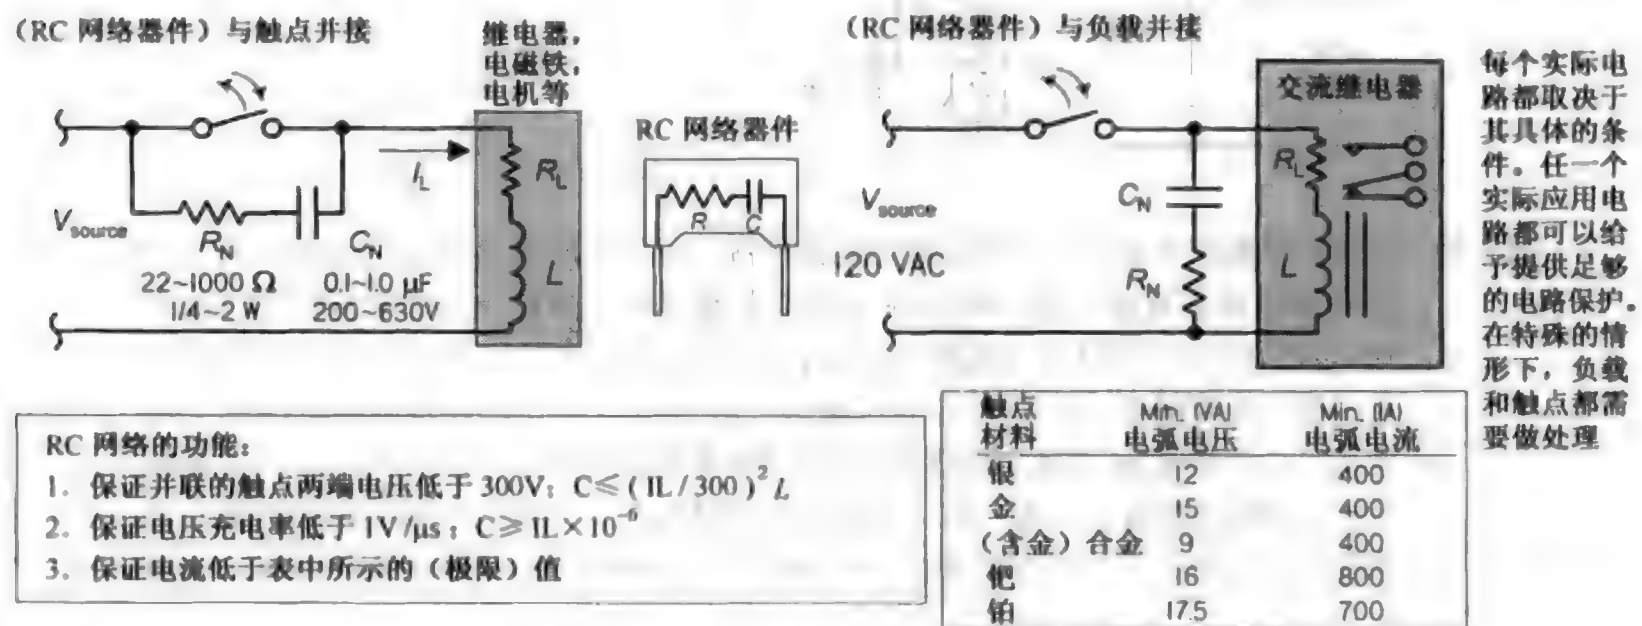 (RC 网络器件)与触点并接
继电器,
电磁铁,
电机等
I_L
R_L
L
V_source
R_N
22~1000 Ω
1/4~2 W
C_N
0.1~1.0 μF
200~630V
RC 网络器件
R
C
(RC 网络器件)与负载并接
交流继电器
V_source
120 VAC
C_N
R_N
R_L
L
每个实际电
路都取决于
其具体的条
件。任一个
实际应用电
路都可以给
予提供足够
的电路保护。
在特殊的情
形下,负载
和触点都需
要做处理
RC 网络的功能:
1. 保证并联的触点两端电压低于 300V; C≤(IL/300)² L
2. 保证电压充电率低于 1V/μs; C≥IL×10⁻⁶
3. 保证电流低于表中所示的(极限)值
触点 Min. (VA) Min. (IA)
材料 电弧电压 电弧电流
银 12 400
金 15 400
(含金)合金 9 400
钯 16 800
铂 17.5 700